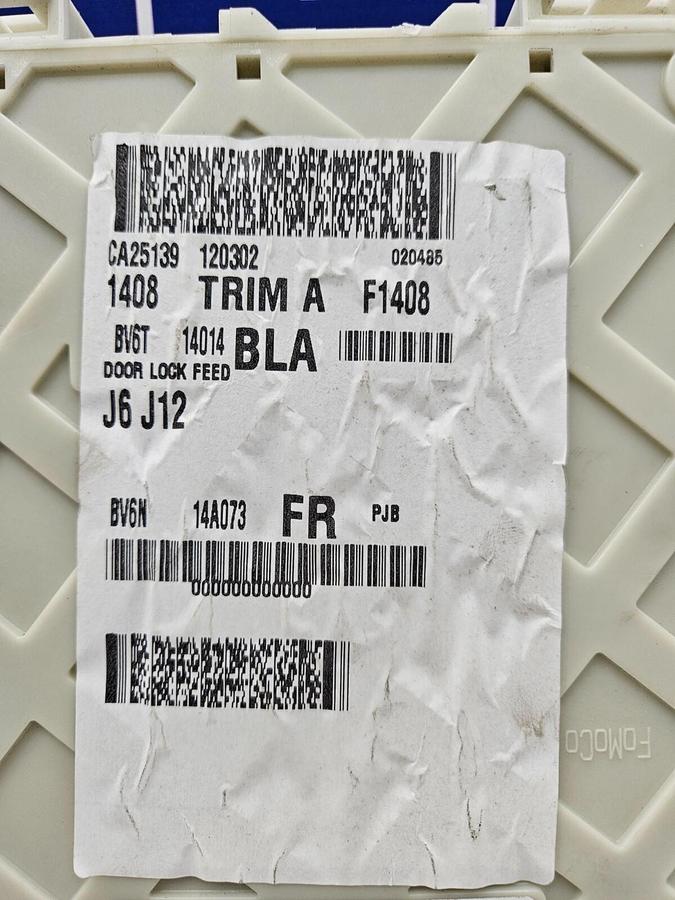 CA25139 120302 020485
1408 TRIM A F1408
BV6T 14014 BLA
DOOR LOCK FEED
J6 J12
BV6N 14A073 FR PJB
000000000000
FoMoCo